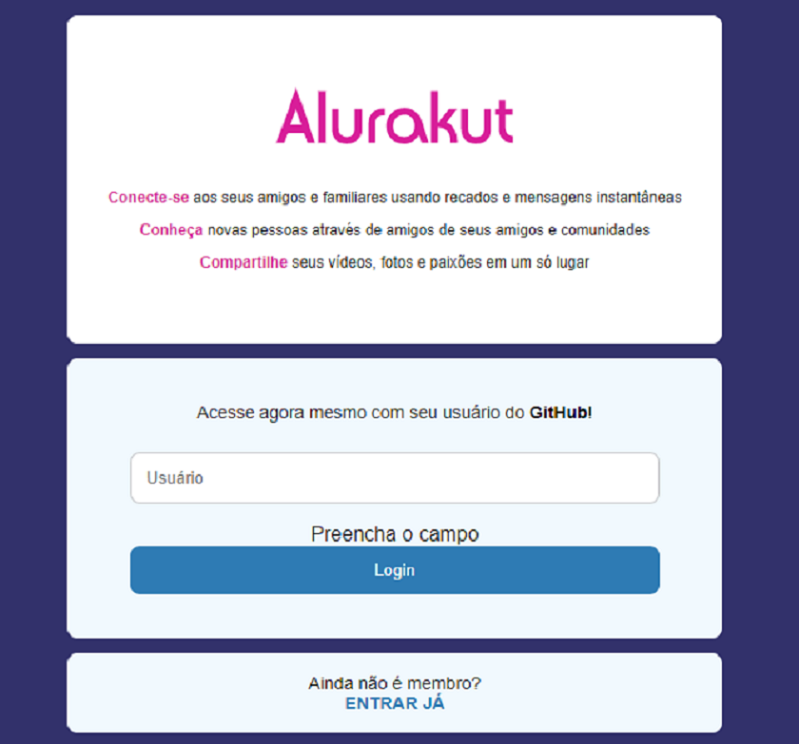 Alurakut
Conecte-se aos seus amigos e familiares usando recados e mensagens instantâneas
Conheça novas pessoas através de amigos de seus amigos e comunidades
Compartilhe seus vídeos, fotos e paixões em um só lugar
Acesse agora mesmo com seu usuário do GitHub!
Usuário
Preencha o campo
Login
Ainda não é membro?
ENTRAR JÁ